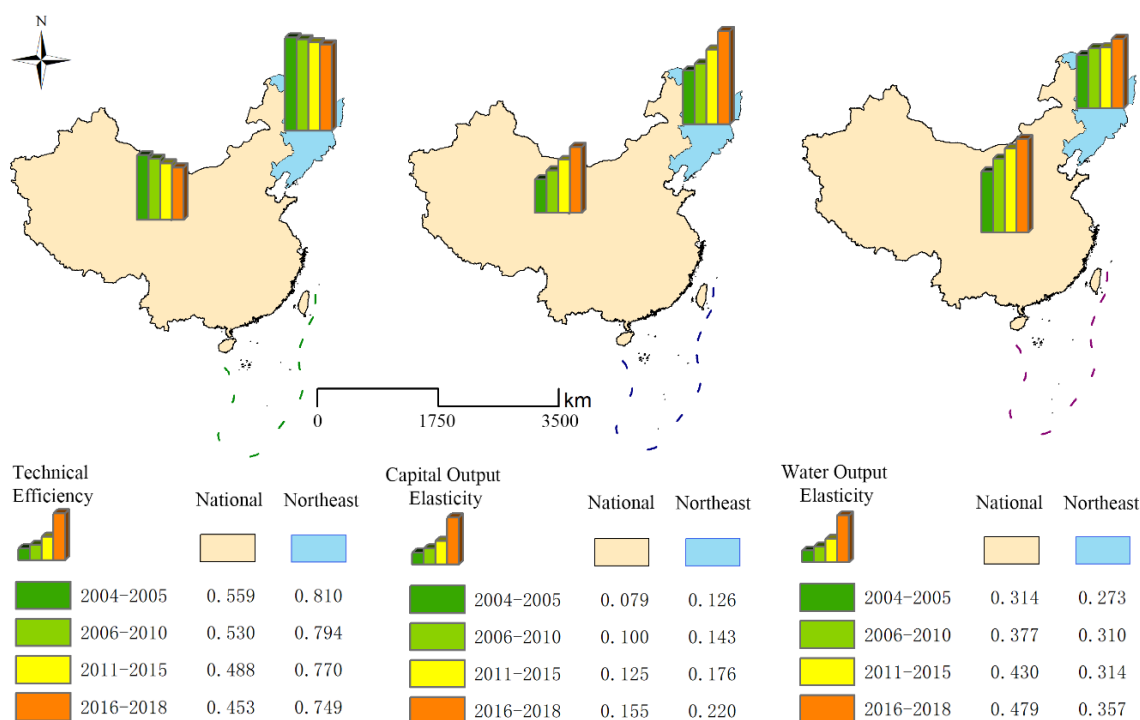 N
km
0 1750 3500
Technical
Efficiency
National Northeast
2004-2005 0.559 0.810
2006-2010 0.530 0.794
2011-2015 0.488 0.770
2016-2018 0.453 0.749
Capital Output
Elasticity
National Northeast
2004-2005 0.079 0.126
2006-2010 0.100 0.143
2011-2015 0.125 0.176
2016-2018 0.155 0.220
Water Output
Elasticity
National Northeast
2004-2005 0.314 0.273
2006-2010 0.377 0.310
2011-2015 0.430 0.314
2016-2018 0.479 0.357